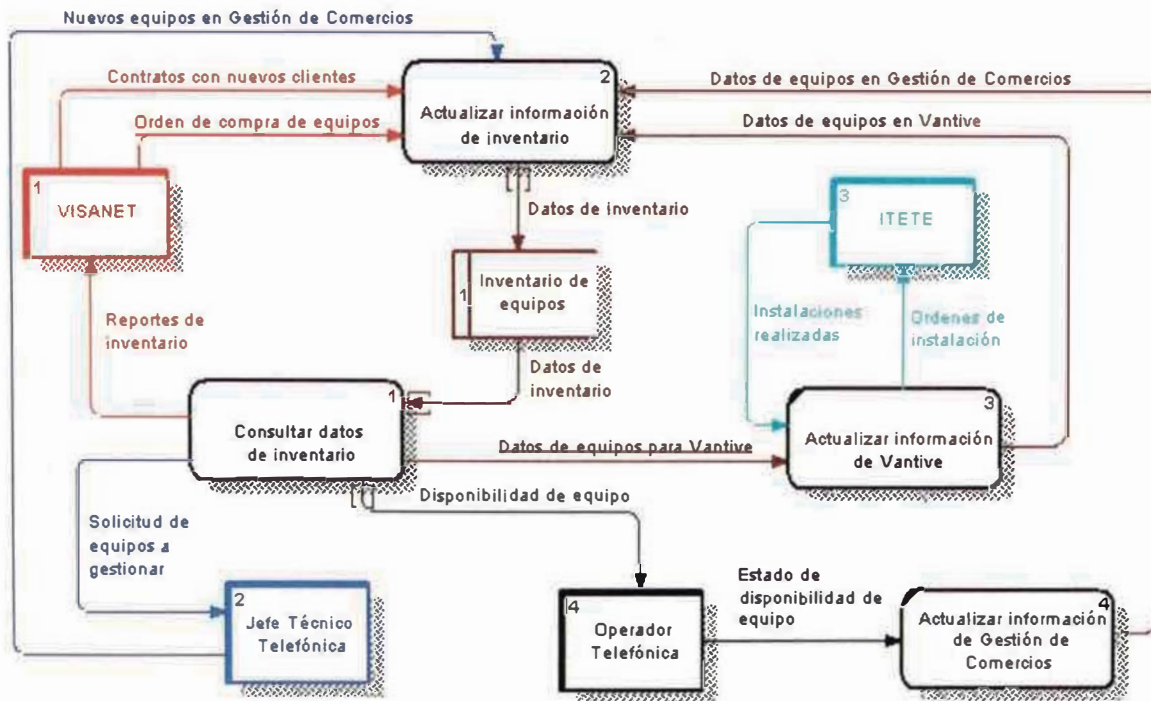 Nuevos equipos en Gestión de Comercios
Contratos con nuevos clientes
Orden de compra de equipos
2
Actualizar información
de inventario
Datos de equipos en Gestión de Comercios
Datos de equipos en Vantive
1
VISANET
Datos de inventario
3
ITETE
1
Inventario de
equipos
Reportes de
inventario
Instalaciones
realizadas
Ordenes de
instalación
Datos de
inventario
1
Consultar datos
de inventario
Datos de equipos para Vantive
3
Actualizar información
de Vantive
Disponibilidad de equipo
Solicitud de
equipos a
gestionar
2
Jefe Técnico
Telefónica
4
Operador
Telefónica
Estado de
disponibilidad de
equipo
4
Actualizar información
de Gestión de
Comercios